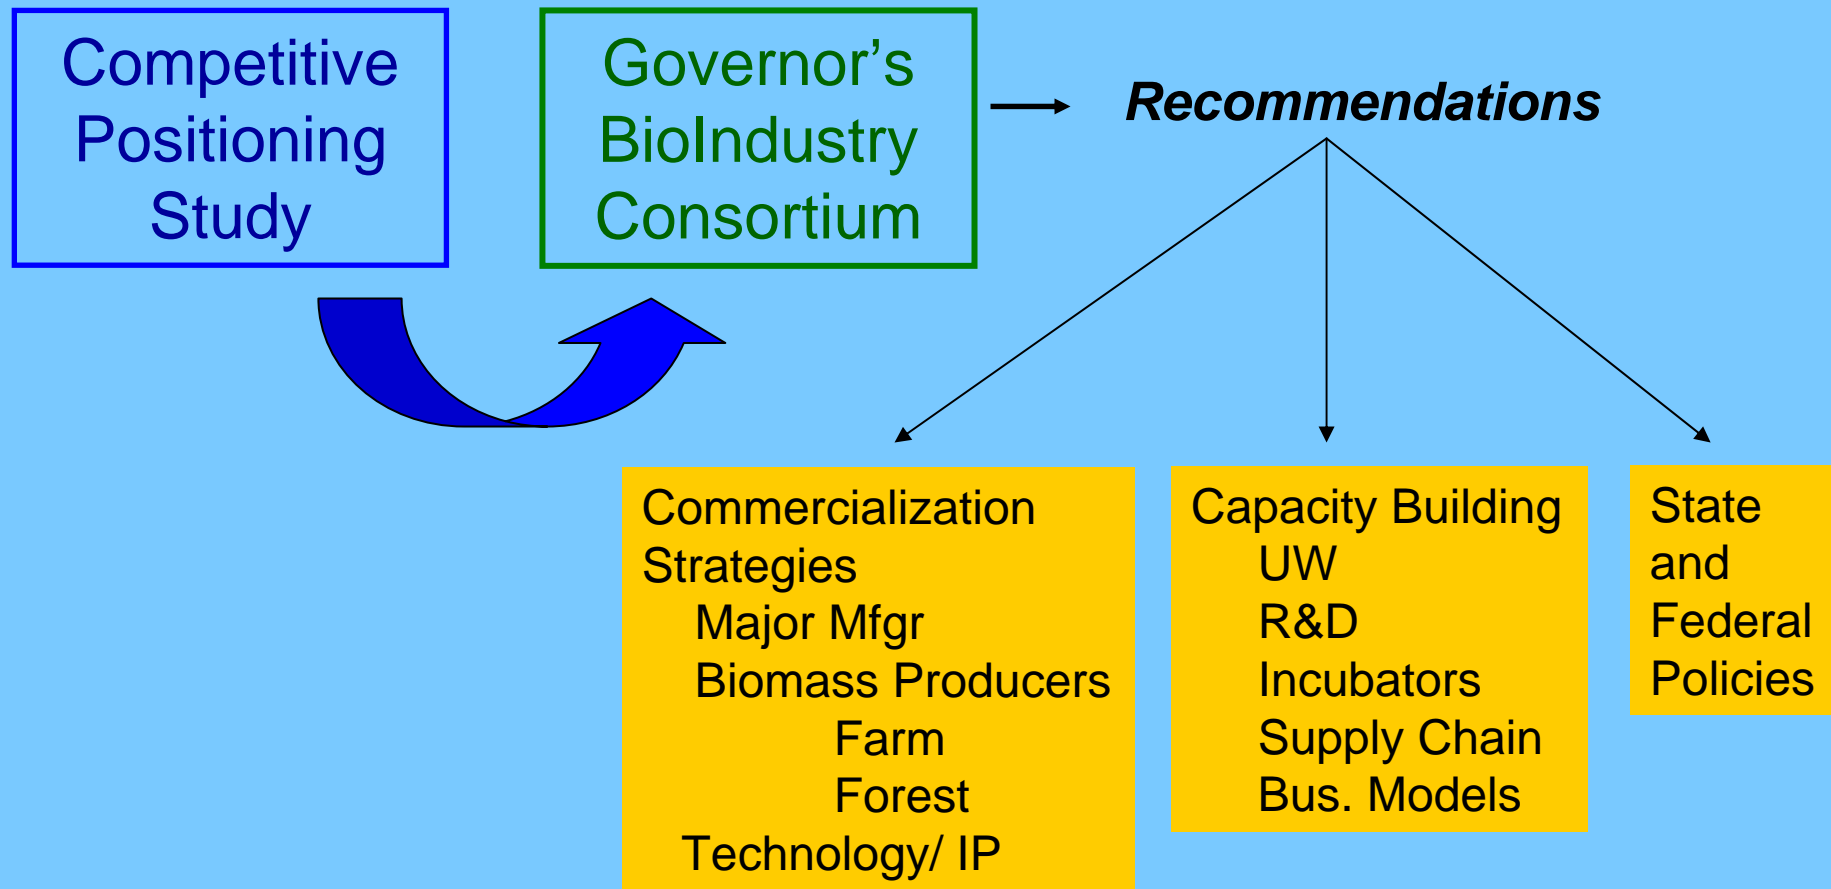 Competitive
Positioning
Study
Governor’s
BioIndustry
Consortium
Recommendations
Commercialization
Strategies
Major Mfgr
Biomass Producers
Farm
Forest
Technology/ IP
Capacity Building
UW
R&D
Incubators
Supply Chain
Bus. Models
State
and
Federal
Policies